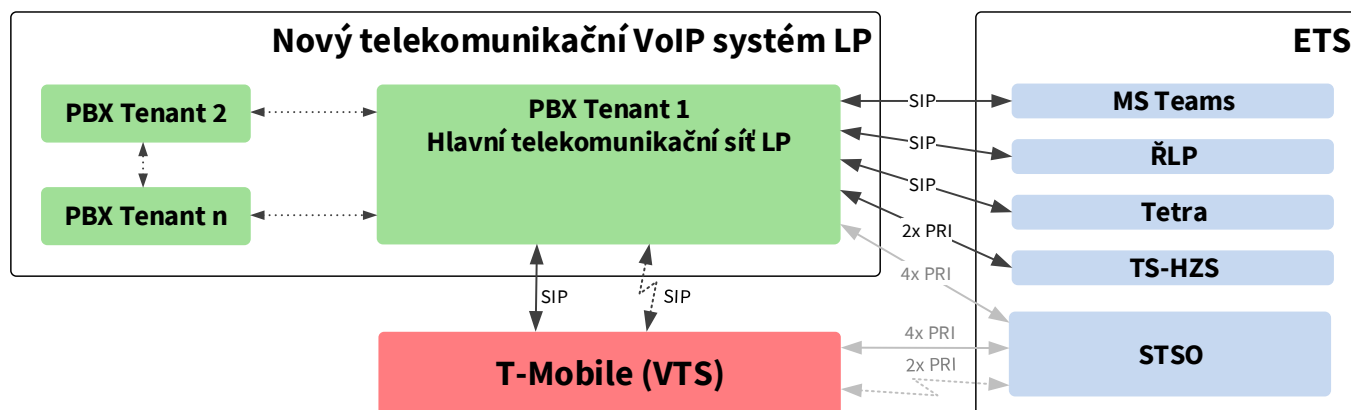 Nový telekomunikační VoIP systém LP
ETS
PBX Tenant 2
PBX Tenant n
PBX Tenant 1
Hlavní telekomunikační síť LP
SIP
SIP
SIP
2x PRI
4x PRI
MS Teams
ŘLP
Tetra
TS-HZS
STSO
SIP
SIP
4x PRI
2x PRI
T-Mobile (VTS)